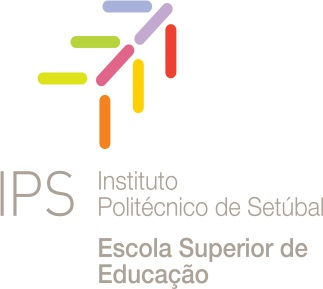 IPS Instituto
Politécnico de Setúbal
Escola Superior de
Educação